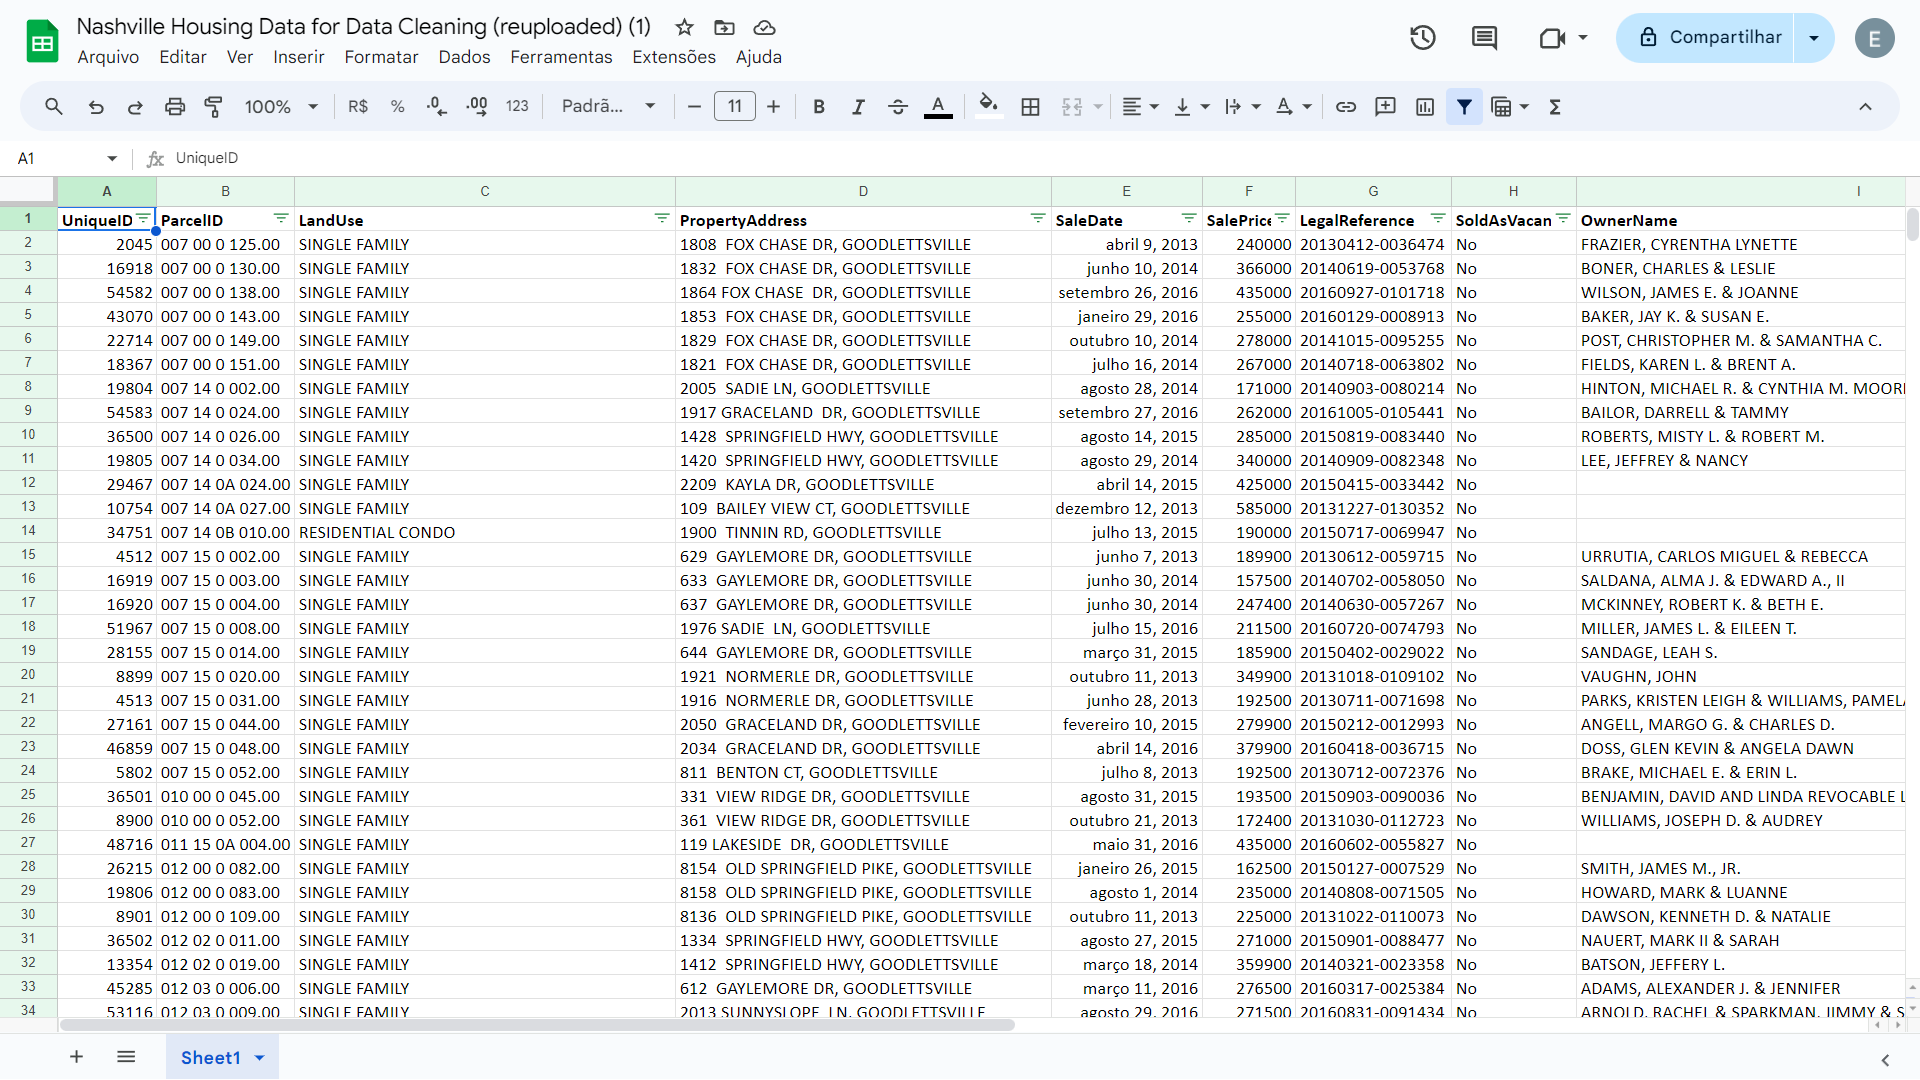 Nashville Housing Data for Data Cleaning (reuploaded) (1)
Arquivo Editar Ver Inserir Formatar Dados Ferramentas Extensões Ajuda
Compartilhar
E
100% R$ % .0 .00 123 Padrã... 11 B I A
A1 fx UniqueID
A B C D E F G H I
1 UniqueID ParcelID LandUse PropertyAddress SaleDate SalePrice LegalReference SoldAsVacan OwnerName
2 2045 007 00 0 125.00 SINGLE FAMILY 1808 FOX CHASE DR, GOODLETTSVILLE abril 9, 2013 240000 20130412-0036474 No FRAZIER, CYRENTHA LYNETTE
3 16918 007 00 0 130.00 SINGLE FAMILY 1832 FOX CHASE DR, GOODLETTSVILLE junho 10, 2014 366000 20140619-0053768 No BONER, CHARLES & LESLIE
4 54582 007 00 0 138.00 SINGLE FAMILY 1864 FOX CHASE DR, GOODLETTSVILLE setembro 26, 2016 435000 20160927-0101718 No WILSON, JAMES E. & JOANNE
5 43070 007 00 0 143.00 SINGLE FAMILY 1853 FOX CHASE DR, GOODLETTSVILLE janeiro 29, 2016 255000 20160129-0008913 No BAKER, JAY K. & SUSAN E.
6 22714 007 00 0 149.00 SINGLE FAMILY 1829 FOX CHASE DR, GOODLETTSVILLE outubro 10, 2014 278000 20141015-0095255 No POST, CHRISTOPHER M. & SAMANTHA C.
7 18367 007 00 0 151.00 SINGLE FAMILY 1821 FOX CHASE DR, GOODLETTSVILLE julho 16, 2014 267000 20140718-0063802 No FIELDS, KAREN L. & BRENT A.
8 19804 007 14 0 002.00 SINGLE FAMILY 2005 SADIE LN, GOODLETTSVILLE agosto 28, 2014 171000 20140903-0080214 No HINTON, MICHAEL R. & CYNTHIA M. MOORI
9 54583 007 14 0 024.00 SINGLE FAMILY 1917 GRACELAND DR, GOODLETTSVILLE setembro 27, 2016 262000 20161005-0105441 No BAILOR, DARRELL & TAMMY
10 36500 007 14 0 026.00 SINGLE FAMILY 1428 SPRINGFIELD HWY, GOODLETTSVILLE agosto 14, 2015 285000 20150819-0083440 No ROBERTS, MISTY L. & ROBERT M.
11 19805 007 14 0 034.00 SINGLE FAMILY 1420 SPRINGFIELD HWY, GOODLETTSVILLE agosto 29, 2014 340000 20140909-0082348 No LEE, JEFFREY & NANCY
12 29467 007 14 0A 024.00 SINGLE FAMILY 2209 KAYLA DR, GOODLETTSVILLE abril 14, 2015 425000 20150415-0033442 No
13 10754 007 14 0A 027.00 SINGLE FAMILY 109 BAILEY VIEW CT, GOODLETTSVILLE dezembro 12, 2013 585000 20131227-0130352 No
14 34751 007 14 0B 010.00 RESIDENTIAL CONDO 1900 TINNIN RD, GOODLETTSVILLE julho 13, 2015 190000 20150717-0069947 No
15 4512 007 15 0 002.00 SINGLE FAMILY 629 GAYLEMORE DR, GOODLETTSVILLE junho 7, 2013 189900 20130612-0059715 No URRUTIA, CARLOS MIGUEL & REBECCA
16 16919 007 15 0 003.00 SINGLE FAMILY 633 GAYLEMORE DR, GOODLETTSVILLE junho 30, 2014 157500 20140702-0058050 No SALDANA, ALMA J. & EDWARD A., II
17 16920 007 15 0 004.00 SINGLE FAMILY 637 GAYLEMORE DR, GOODLETTSVILLE junho 30, 2014 247400 20140630-0057267 No MCKINNEY, ROBERT K. & BETH E.
18 51967 007 15 0 008.00 SINGLE FAMILY 1976 SADIE LN, GOODLETTSVILLE julho 15, 2016 211500 20160720-0074793 No MILLER, JAMES L. & EILEEN T.
19 28155 007 15 0 014.00 SINGLE FAMILY 644 GAYLEMORE DR, GOODLETTSVILLE março 31, 2015 185900 20150402-0029022 No SANDAGE, LEAH S.
20 8899 007 15 0 020.00 SINGLE FAMILY 1921 NORMERLE DR, GOODLETTSVILLE outubro 11, 2013 349900 20131018-0109102 No VAUGHN, JOHN
21 4513 007 15 0 031.00 SINGLE FAMILY 1916 NORMERLE DR, GOODLETTSVILLE junho 28, 2013 192500 20130711-0071698 No PARKS, KRISTEN LEIGH & WILLIAMS, PAMELA
22 27161 007 15 0 044.00 SINGLE FAMILY 2050 GRACELAND DR, GOODLETTSVILLE fevereiro 10, 2015 279900 20150212-0012993 No ANGELL, MARGO G. & CHARLES D.
23 46859 007 15 0 048.00 SINGLE FAMILY 2034 GRACELAND DR, GOODLETTSVILLE abril 14, 2016 379900 20160418-0036715 No DOSS, GLEN KEVIN & ANGELA DAWN
24 5802 007 15 0 052.00 SINGLE FAMILY 811 BENTON CT, GOODLETTSVILLE julho 8, 2013 192500 20130712-0072376 No BRAKE, MICHAEL E. & ERIN L.
25 36501 010 00 0 045.00 SINGLE FAMILY 331 VIEW RIDGE DR, GOODLETTSVILLE agosto 31, 2015 193500 20150903-0090036 No BENJAMIN, DAVID AND LINDA REVOCABLE L
26 8900 010 00 0 052.00 SINGLE FAMILY 361 VIEW RIDGE DR, GOODLETTSVILLE outubro 21, 2013 172400 20131030-0112723 No WILLIAMS, JOSEPH D. & AUDREY
27 48716 011 15 0A 004.00 SINGLE FAMILY 119 LAKESIDE DR, GOODLETTSVILLE maio 31, 2016 435000 20160602-0055827 No
28 26215 012 00 0 082.00 SINGLE FAMILY 8154 OLD SPRINGFIELD PIKE, GOODLETTSVILLE janeiro 26, 2015 162500 20150127-0007529 No SMITH, JAMES M., JR.
29 19806 012 00 0 083.00 SINGLE FAMILY 8158 OLD SPRINGFIELD PIKE, GOODLETTSVILLE agosto 1, 2014 235000 20140808-0071505 No HOWARD, MARK & LUANNE
30 8901 012 00 0 109.00 SINGLE FAMILY 8136 OLD SPRINGFIELD PIKE, GOODLETTSVILLE outubro 11, 2013 225000 20131022-0110073 No DAWSON, KENNETH D. & NATALIE
31 36502 012 02 0 011.00 SINGLE FAMILY 1334 SPRINGFIELD HWY, GOODLETTSVILLE agosto 27, 2015 271000 20150901-0088477 No NAUERT, MARK II & SARAH
32 13354 012 02 0 019.00 SINGLE FAMILY 1412 SPRINGFIELD HWY, GOODLETTSVILLE março 18, 2014 359900 20140321-0023358 No BATSON, JEFFERY L.
33 45285 012 03 0 006.00 SINGLE FAMILY 612 GAYLEMORE DR, GOODLETTSVILLE março 11, 2016 276500 20160317-0025384 No ADAMS, ALEXANDER J. & JENNIFER
34 53116 012 03 0 009.00 SINGLE FAMILY 2013 SUNNYSLOPE LN, GOODLETTSVILLE agosto 29, 2016 271500 20160831-0091434 No ARNOLD, RACHEL & SPARKMAN, JIMMY & S
Sheet1